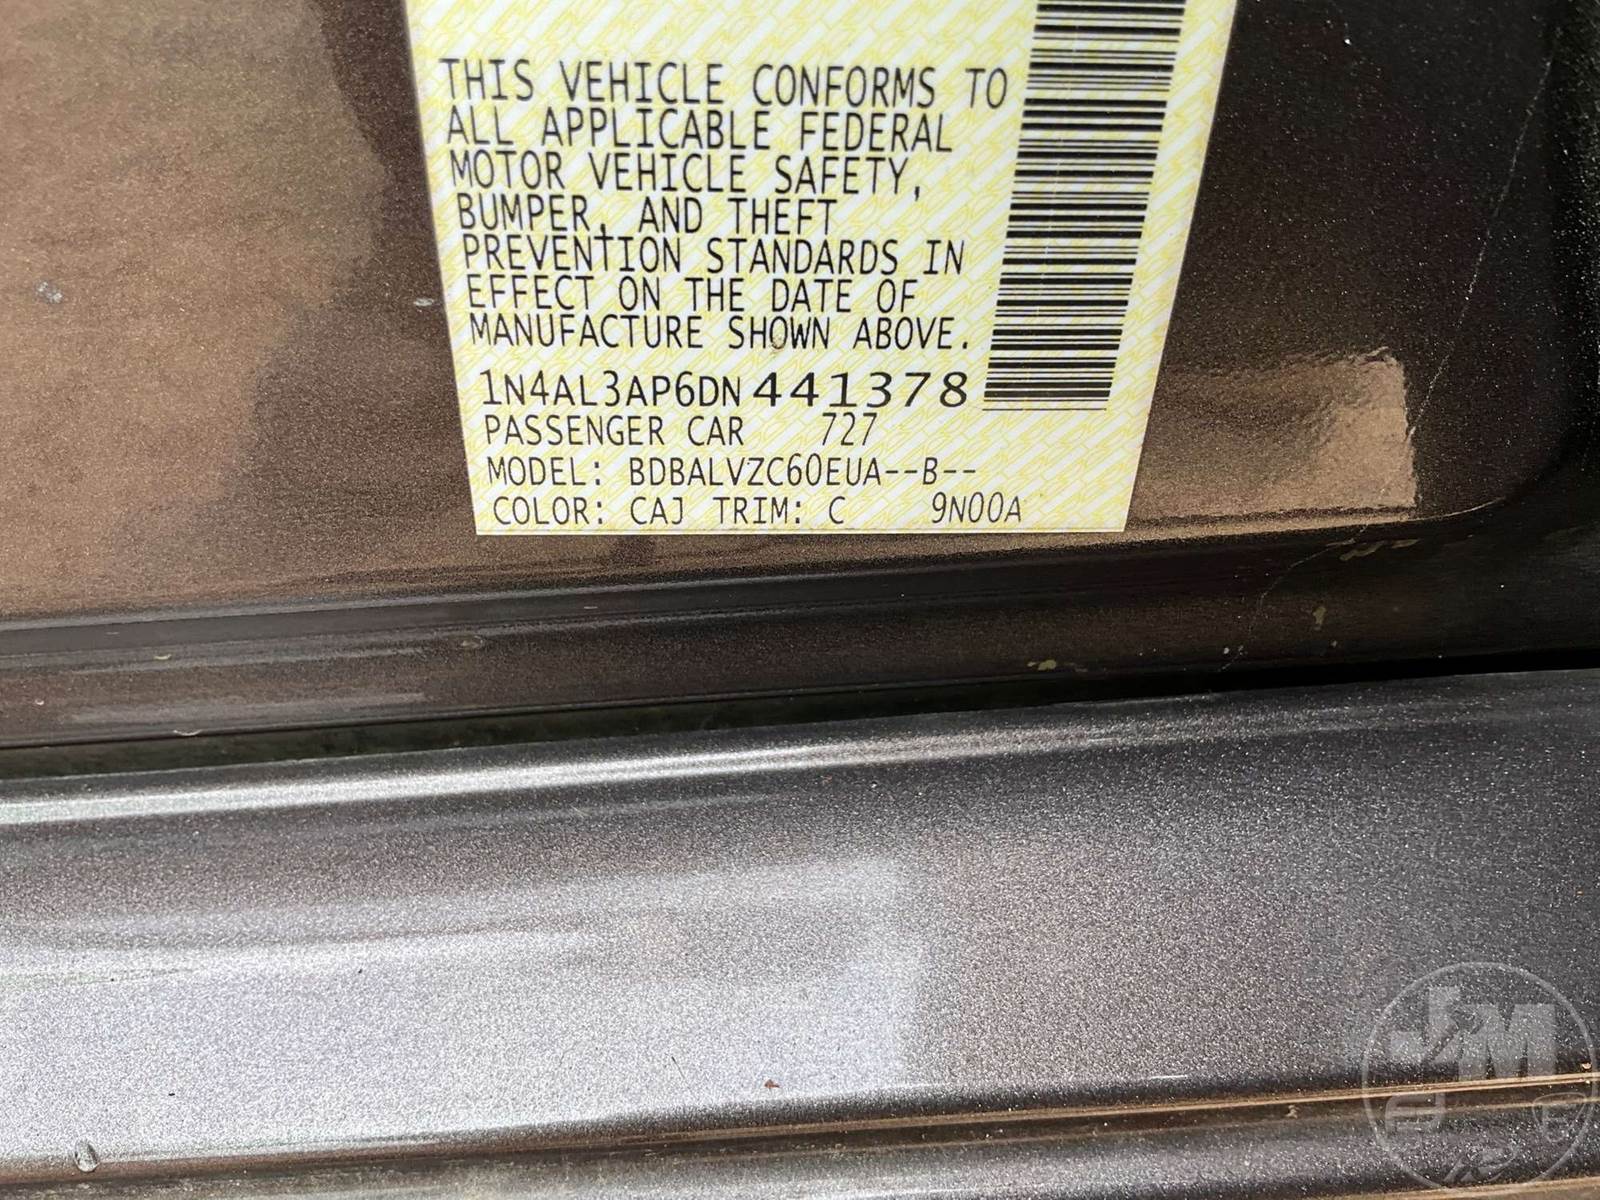 THIS VEHICLE CONFORMS TO
ALL APPLICABLE FEDERAL
MOTOR VEHICLE SAFETY,
BUMPER, AND THEFT
PREVENTION STANDARDS IN
EFFECT ON THE DATE OF
MANUFACTURE SHOWN ABOVE.
1N4AL3AP6DN441378
PASSENGER CAR 727
MODEL: BDBALVZC60EUA--B--
COLOR: CAJ TRIM: C 9N00A
J M